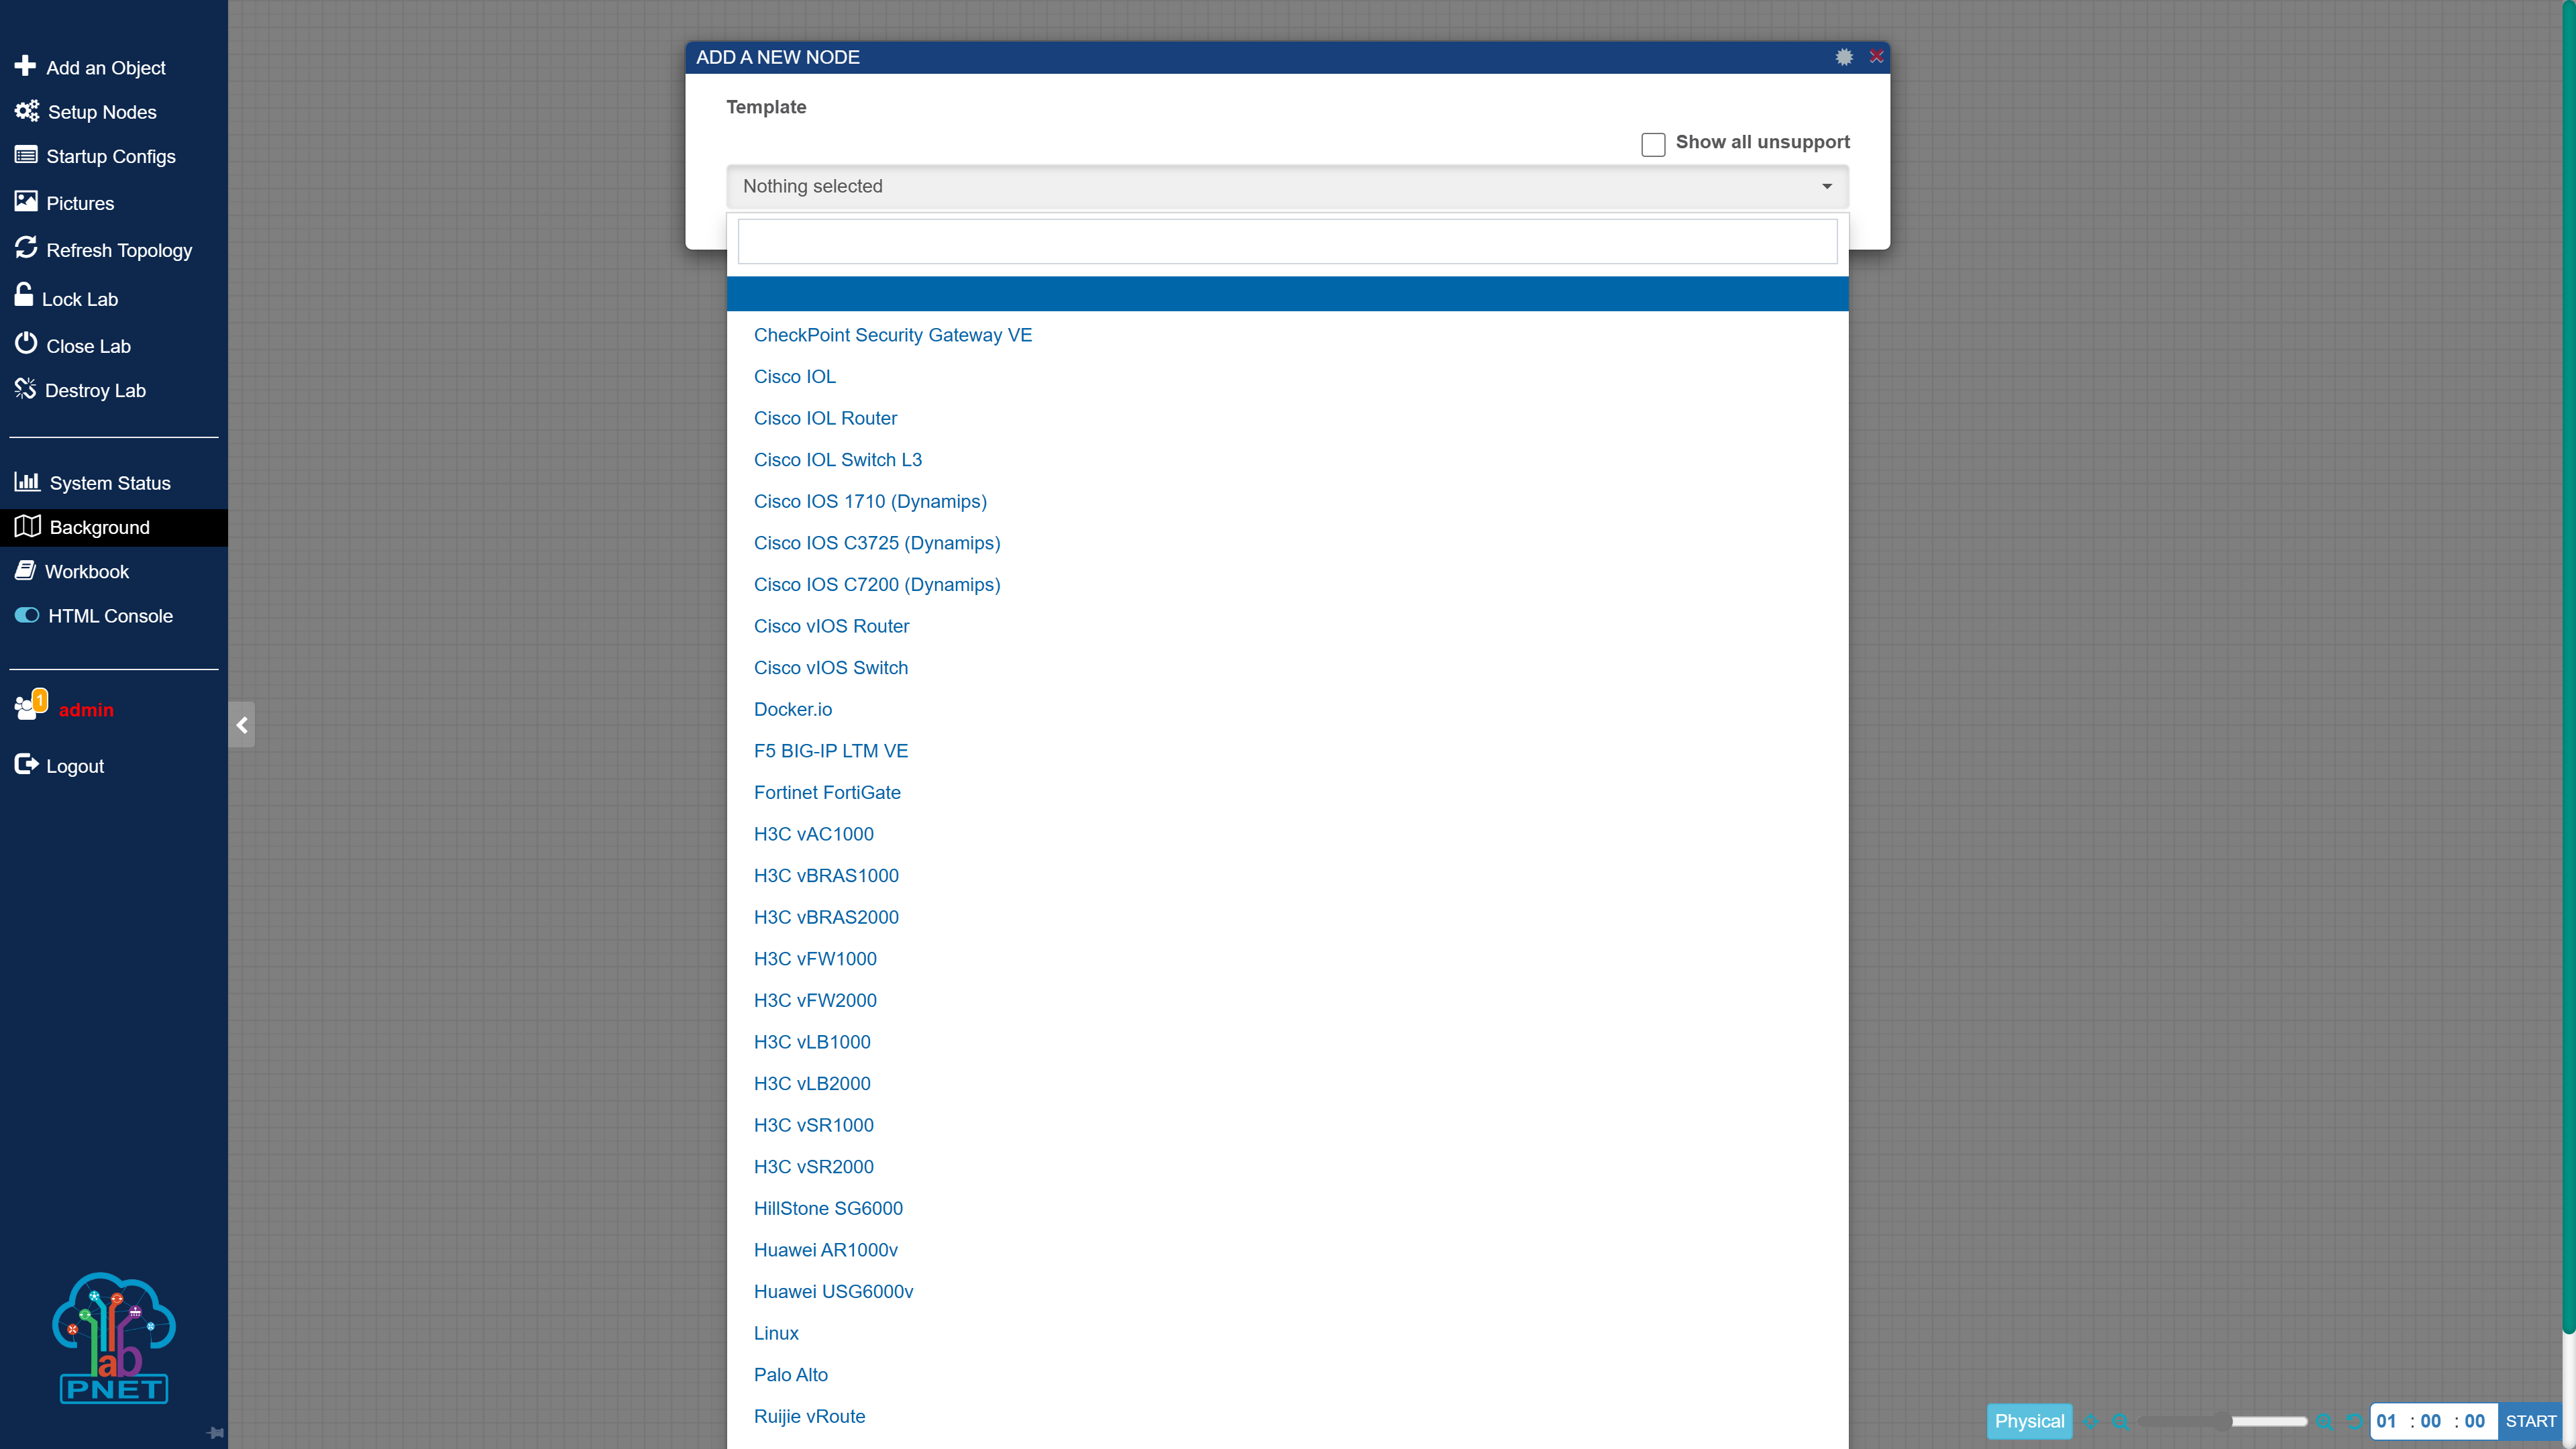 Add an Object
Setup Nodes
Startup Configs
Pictures
Refresh Topology
Lock Lab
Close Lab
Destroy Lab
System Status
Background
Workbook
HTML Console
1
admin
Logout
lab
PNET
ADD A NEW NODE
Template
Show all unsupport
Nothing selected
CheckPoint Security Gateway VE
Cisco IOL
Cisco IOL Router
Cisco IOL Switch L3
Cisco IOS 1710 (Dynamips)
Cisco IOS C3725 (Dynamips)
Cisco IOS C7200 (Dynamips)
Cisco vIOS Router
Cisco vIOS Switch
Docker.io
F5 BIG-IP LTM VE
Fortinet FortiGate
H3C vAC1000
H3C vBRAS1000
H3C vBRAS2000
H3C vFW1000
H3C vFW2000
H3C vLB1000
H3C vLB2000
H3C vSR1000
H3C vSR2000
HillStone SG6000
Huawei AR1000v
Huawei USG6000v
Linux
Palo Alto
Ruijie vRoute
Physical
01 : 00 : 00 START